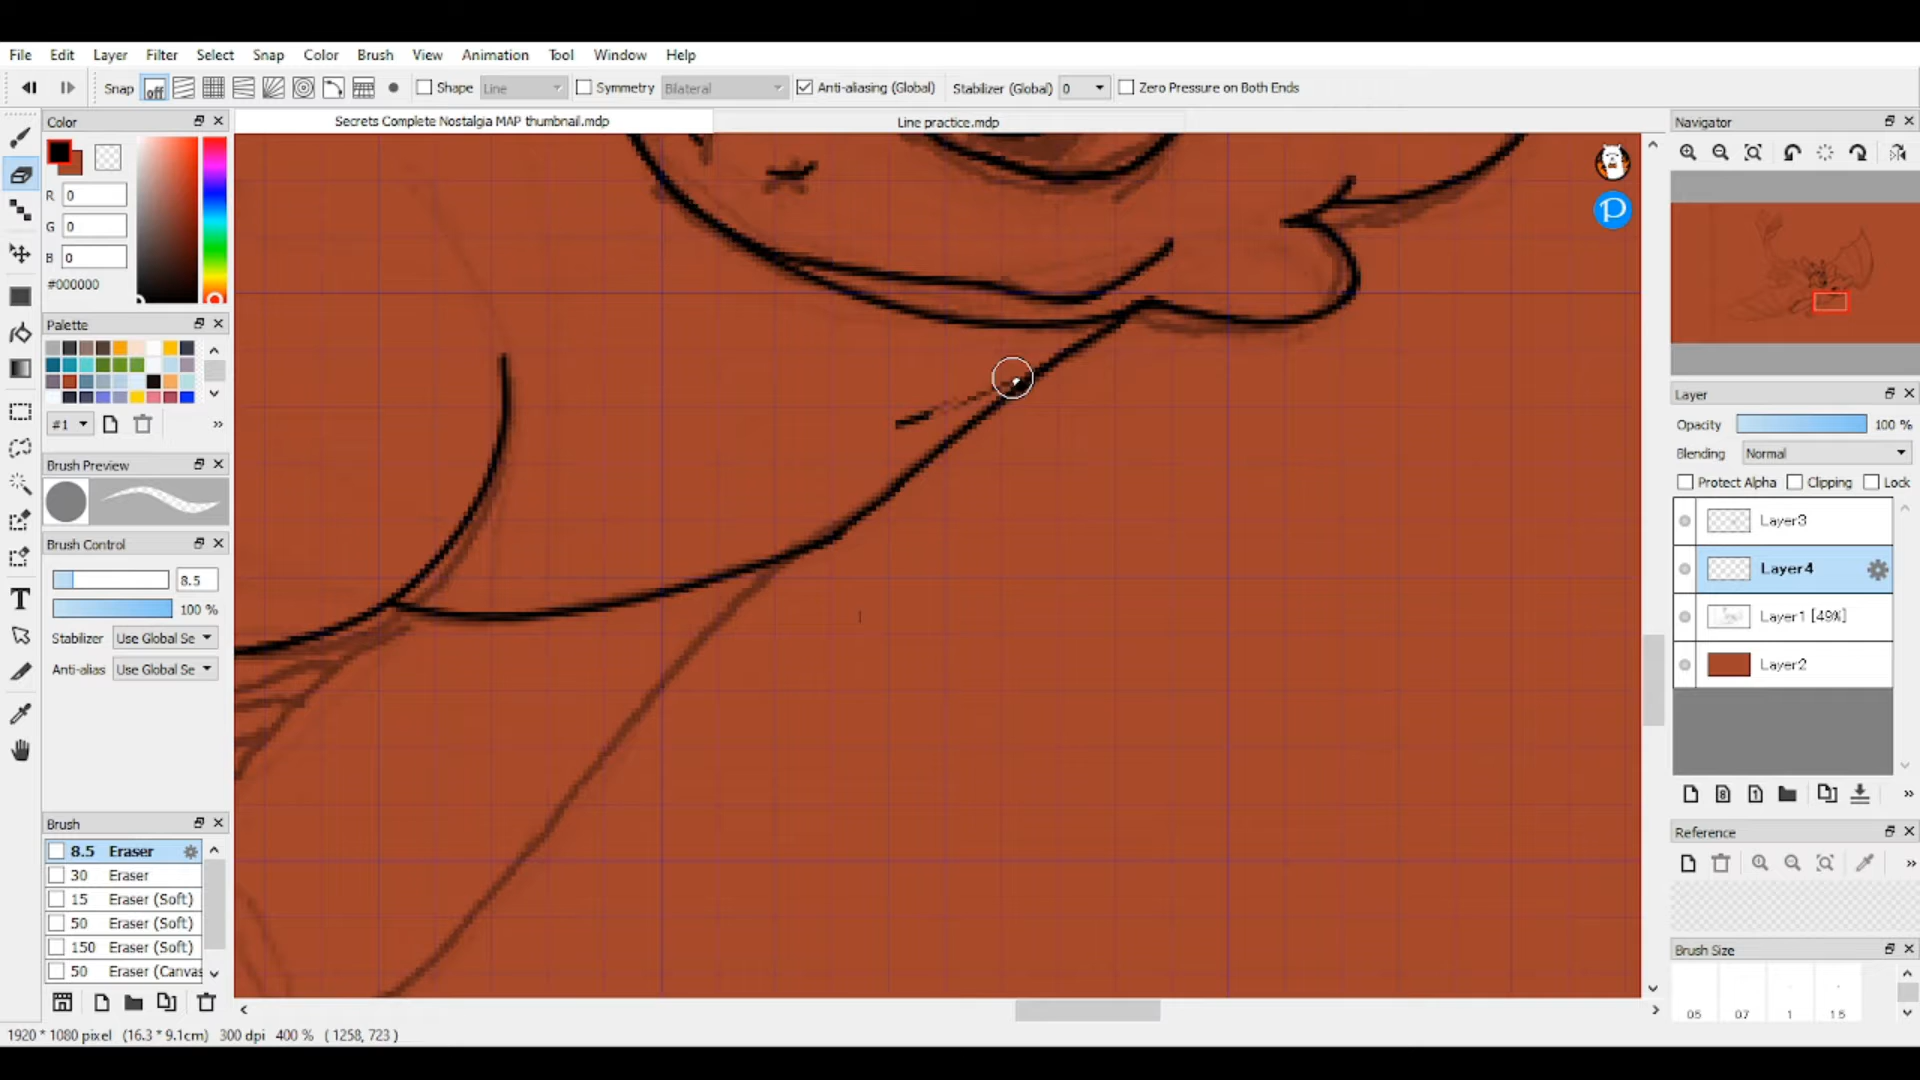 File Edit Layer Filter Select Snap Color Brush View Animation Tool Window Help
Snap off Shape Line Symmetry Bilateral Anti-aliasing (Global) Stabilizer (Global) 0 Zero Pressure on Both Ends
Color
Secrets Complete Nostalgia MAP thumbnail.mdp
Line practice.mdp
R 0
G 0
B 0
#000000
Palette
#1
Brush Preview
Brush Control
8.5
100 %
Stabilizer Use Global Se
Anti-alias Use Global Se
T
Brush
8.5 Eraser
30 Eraser
15 Eraser (Soft)
50 Eraser (Soft)
150 Eraser (Soft)
50 Eraser (Canvas
P
Navigator
Layer
Opacity 100 %
Blending Normal
Protect Alpha Clipping Lock
Layer3
Layer4
Layer1 [49%]
Layer2
8 1
Reference
Brush Size
05 07 1 15
1920 * 1080 pixel (16.3 * 9.1cm) 300 dpi 400 % ( 1258, 723 )